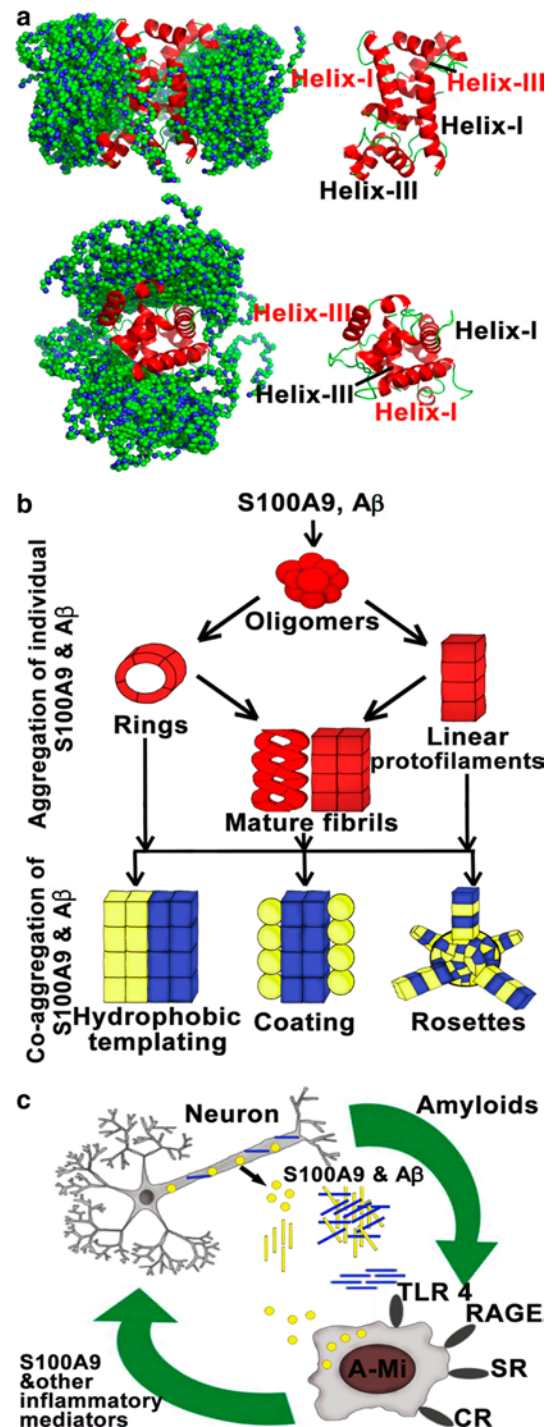 a
Helix-I
Helix-III
Helix-I
Helix-III
Helix-III
Helix-I
Helix-III
Helix-I
b
S100A9, Aβ
Oligomers
Rings
Linear
protofilaments
Mature fibrils
Aggregation of individual
S100A9 & Aβ
Co-aggregation of
S100A9 & Aβ
Hydrophobic
templating
Coating
Rosettes
c
Neuron
Amyloids
S100A9 & Aβ
TLR 4
RAGE
SR
CR
A-Mi
S100A9
&other
inflammatory
mediators